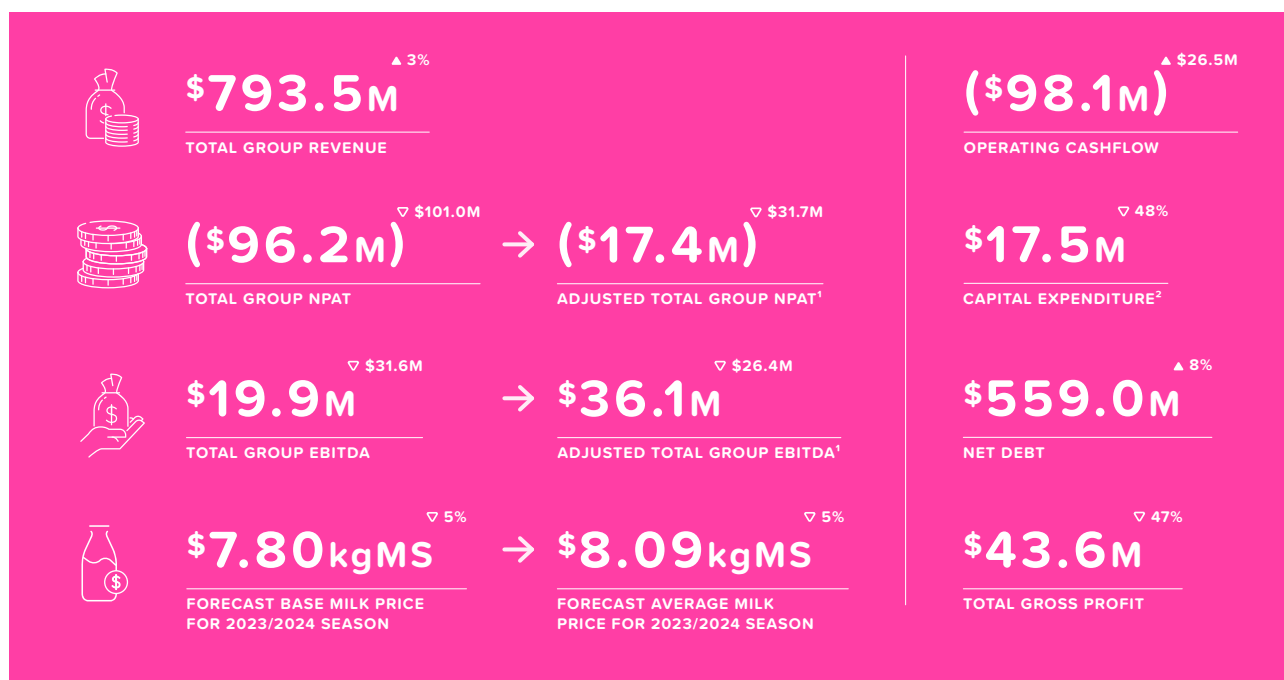 ▲ 3%
$793.5M
TOTAL GROUP REVENUE
▽ $101.0M
($96.2M)
TOTAL GROUP NPAT
▽ $31.7M
($17.4M)
ADJUSTED TOTAL GROUP NPAT¹
▽ $31.6M
$19.9M
TOTAL GROUP EBITDA
▽ $26.4M
$36.1M
ADJUSTED TOTAL GROUP EBITDA¹
▽ 5%
$7.80kgMS
FORECAST BASE MILK PRICE
FOR 2023/2024 SEASON
▽ 5%
$8.09kgMS
FORECAST AVERAGE MILK
PRICE FOR 2023/2024 SEASON
▲ $26.5M
($98.1M)
OPERATING CASHFLOW
▽ 48%
$17.5M
CAPITAL EXPENDITURE²
▲ 8%
$559.0M
NET DEBT
▽ 47%
$43.6M
TOTAL GROSS PROFIT